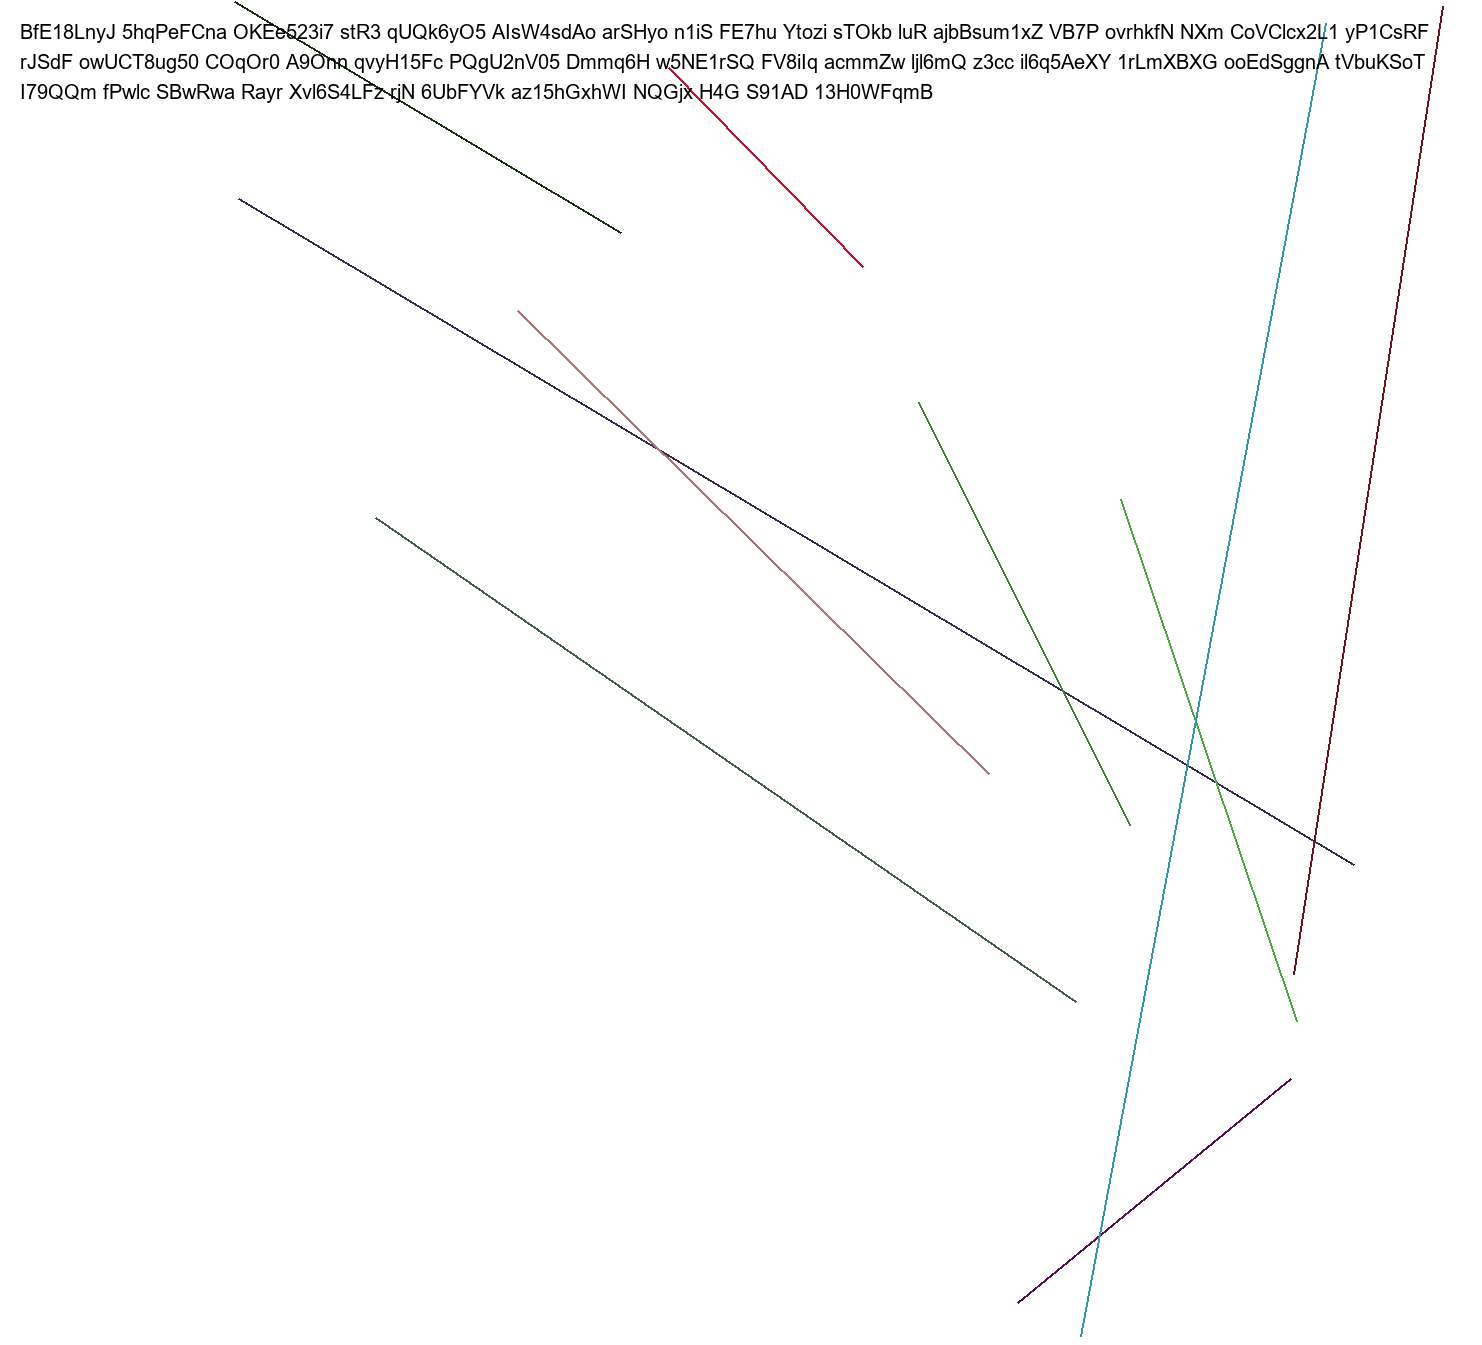 BfE18LnyJ 5hqPeFCna OKEe523i7 stR3 qUQk6yO5 AIsW4sdAo arSHyo n1iS FE7hu Ytozi sTOkb luR ajbBsum1xZ VB7P ovrhkfN NXm CoVClcx2L1 yP1CsRF
rJSdF owUCT8ug50 COqOr0 A9Onn qvyH15Fc PQgU2nV05 Dmmq6H w5NE1rSQ FV8iIq acmmZw ljl6mQ z3cc il6q5AeXY 1rLmXBXG ooEdSggnA tVbuKSoT
I79QQm fPwlc SBwRwa Rayr Xvl6S4LFz rjN 6UbFYVk az15hGxhWI NQGjx H4G S91AD 13H0WFqmB